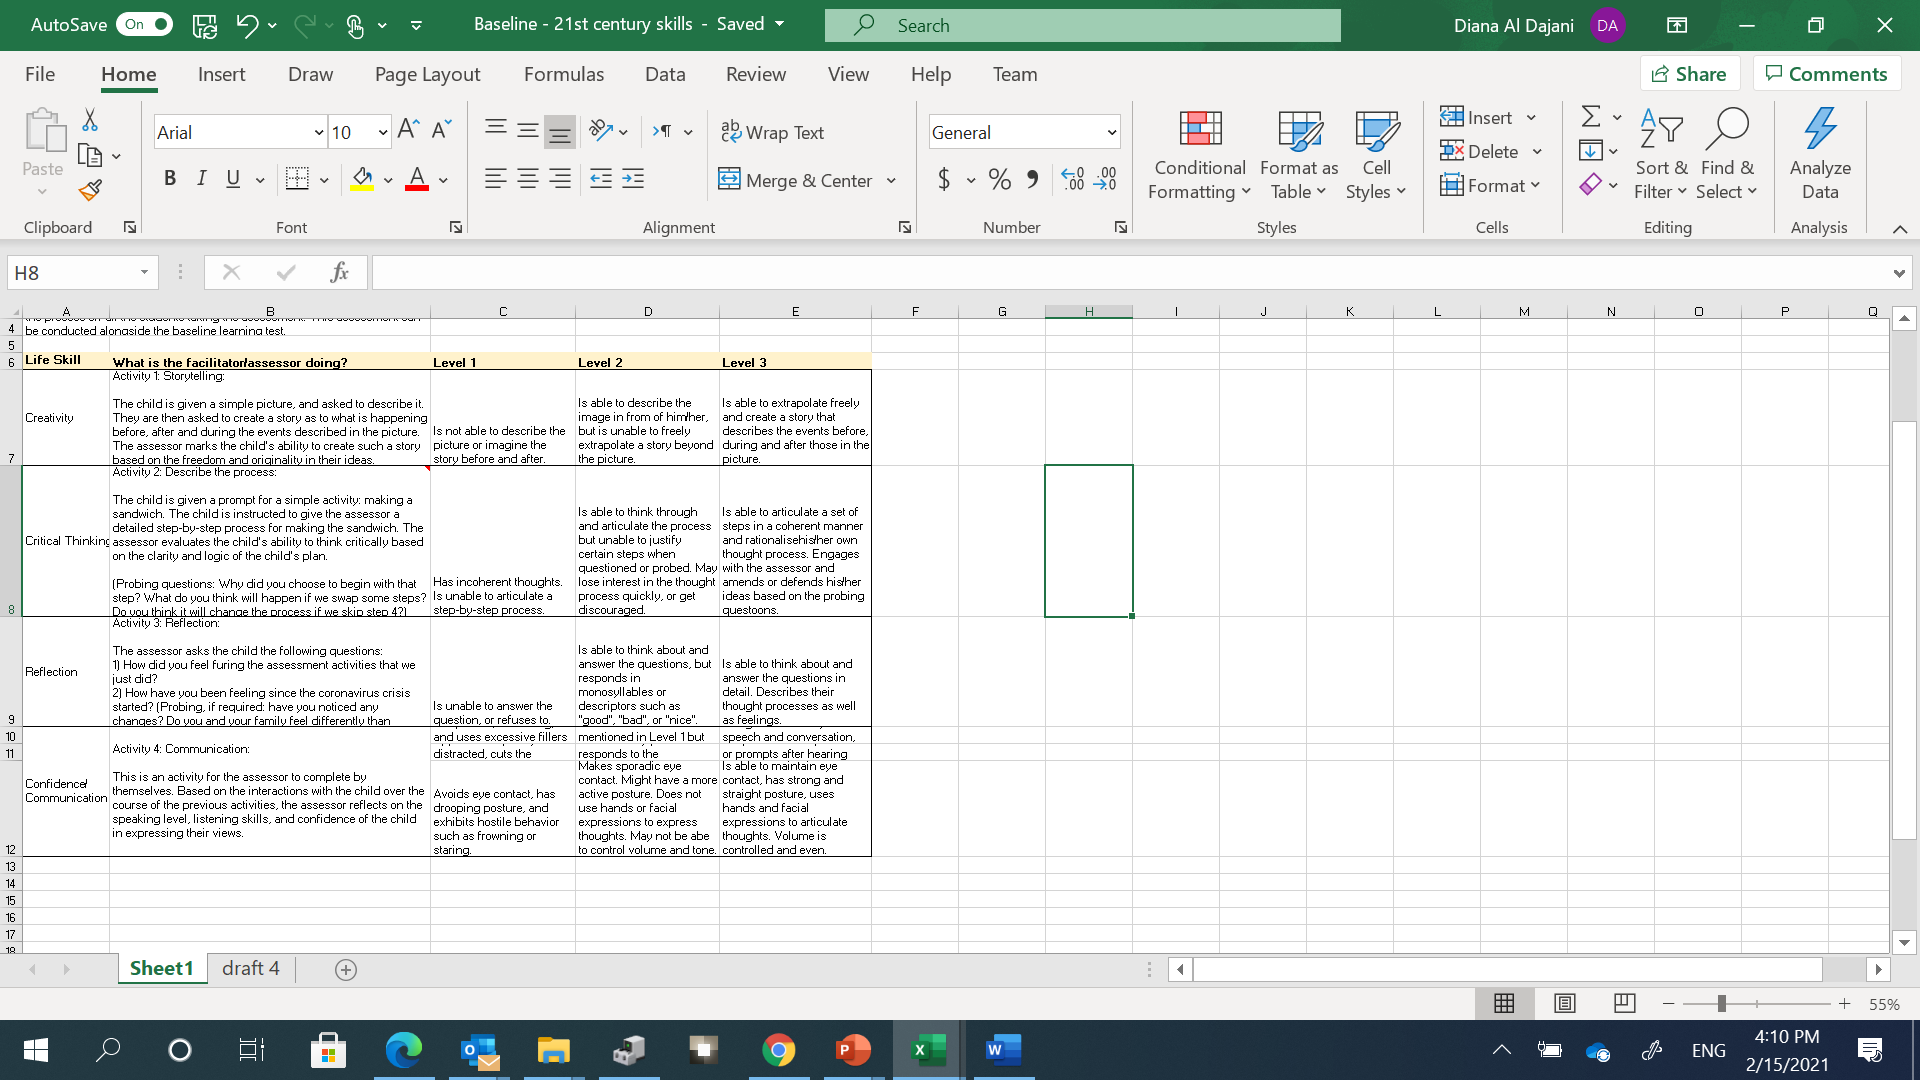 AutoSave On Baseline - 21st century skills - Saved Search Diana Al Dajani DA
File Home Insert Draw Page Layout Formulas Data Review View Help Team Share Comments
Paste
Clipboard
Arial 10
B I U
Font
Wrap Text
Merge & Center
Alignment
General
$ % 9
Number
Conditional Formatting
Format as Table
Cell Styles
Styles
Insert
Delete
Format
Cells
Sort & Filter
Find & Select
Editing
Analyze Data
Analysis
H8 fx
A B C D E F G H I J K L M N O P Q
4
be conducted alongside the baseline learning test.
5
6 Life Skill What is the facilitator/assessor doing? Level 1 Level 2 Level 3
7
Creativity
Activity 1: Storytelling:
The child is given a simple picture, and asked to describe it.
They are then asked to create a story as to what is happening
before, after and during the events described in the picture.
The assessor marks the child's ability to create such a story
based on the freedom and originality in their ideas.
Is not able to describe the
picture or imagine the
story before and after.
Is able to describe the
image in from of him/her,
but is unable to freely
extrapolate a story beyond
the picture.
Is able to extrapolate freely
and create a story that
describes the events before,
during and after those in the
picture.
8
Critical Thinking
Activity 2: Describe the process:
The child is given a prompt for a simple activity: making a
sandwich. The child is instructed to give the assessor a
detailed step-by-step process for making the sandwich. The
assessor evaluates the child's ability to think critically based
on the clarity and logic of the child's plan.
(Probing questions: Why did you choose to begin with that
step? What do you think will happen if we swap some steps?
Do you think it will change the process if we skip step 4?)
Has incoherent thoughts.
Is unable to articulate a
step-by-step process.
Is able to think through
and articulate the process
but unable to justify
certain steps when
questioned or probed. May
lose interest in the thought
process quickly, or get
discouraged.
Is able to articulate a set of
steps in a coherent manner
and rationalisehis/her own
thought process. Engages
with the assessor and
amends or defends his/her
ideas based on the probing
questoons.
9
Reflection
Activity 3: Reflection:
The assessor asks the child the following questions:
1) How did you feel furing the assessment activities that we
just did?
2) How have you been feeling since the coronavirus crisis
started? (Probing, if required: have you noticed any
changes? Do you and your family feel differently than
Is unable to answer the
question, or refuses to.
Is able to think about and
answer the questions, but
responds in
monosyllables or
descriptors such as
"good", "bad", or "nice".
Is able to think about and
answer the questions in
detail. Describes their
thought processes as well
as feelings.
10
and uses excessive fillers
mentioned in Level 1 but
speech and conversation,
11
distracted, cuts the
responds to the
or prompts after hearing
12
Confidence/
Communication
Activity 4: Communication:
This is an activity for the assessor to complete by
themselves. Based on the interactions with the child over the
course of the previous activities, the assessor reflects on the
speaking level, listening skills, and confidence of the child
in expressing their views.
Avoids eye contact, has
drooping posture, and
exhibits hostile behavior
such as frowning or
staring.
Makes sporadic eye
contact. Might have a more
active posture. Does not
use hands or facial
expressions to express
thoughts. May not be abe
to control volume and tone.
Is able to maintain eye
contact, has strong and
straight posture, uses
hands and facial
expressions to articulate
thoughts. Volume is
controlled and even.
13
14
15
16
17
18
Sheet1 draft 4
55%
ENG
4:10 PM
2/15/2021